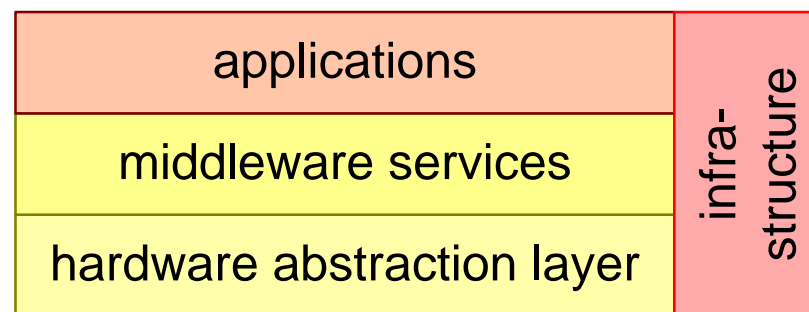 applications
middleware services
hardware abstraction layer
infra-
structure